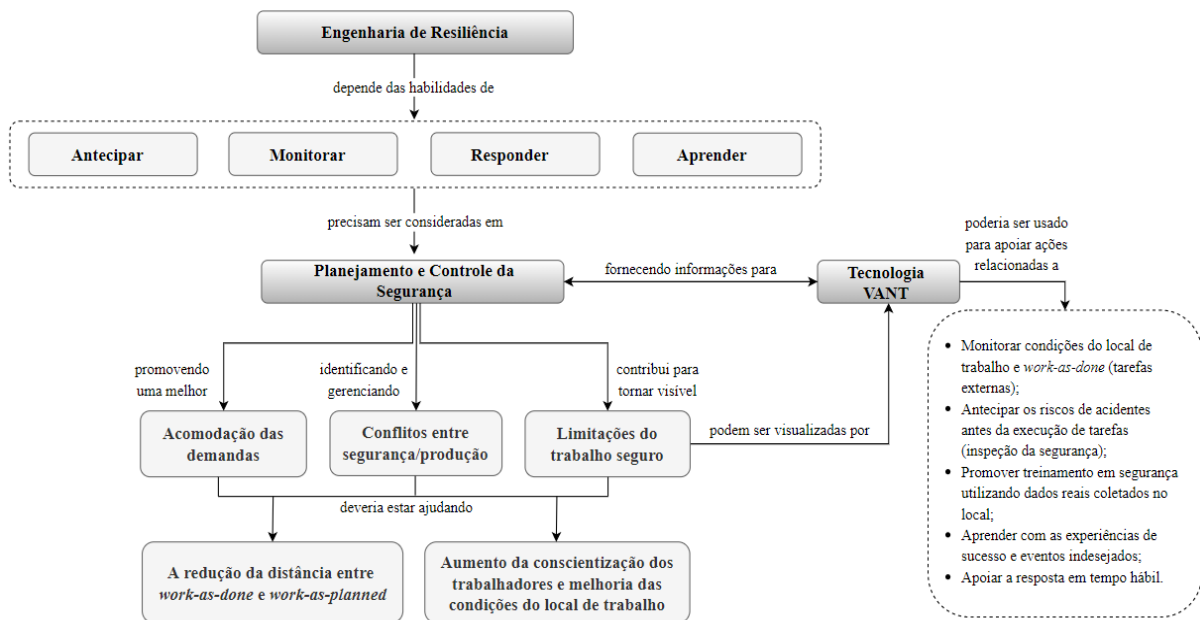 Engenharia de Resiliência
depende das habilidades de
Antecipar
Monitorar
Responder
Aprender
precisam ser consideradas em
Planejamento e Controle da
Segurança
fornecendo informações para
Tecnologia
VANT
poderia ser usado
para apoiar ações
relacionadas a
promovendo
uma melhor
identificando e
gerenciando
contribui para
tornar visível
Acomodação das
demandas
Conflitos entre
segurança/produção
Limitações do
trabalho seguro
podem ser visualizadas por
deveria estar ajudando
A redução da distância entre
work-as-done e work-as-planned
Aumento da conscientização dos
trabalhadores e melhoria das
condições do local de trabalho
• Monitorar condições do local de
trabalho e work-as-done (tarefas
externas);
• Antecipar os riscos de acidentes
antes da execução de tarefas
(inspeção da segurança);
• Promover treinamento em segurança
utilizando dados reais coletados no
local;
• Aprender com as experiências de
sucesso e eventos indesejados;
• Apoiar a resposta em tempo hábil.